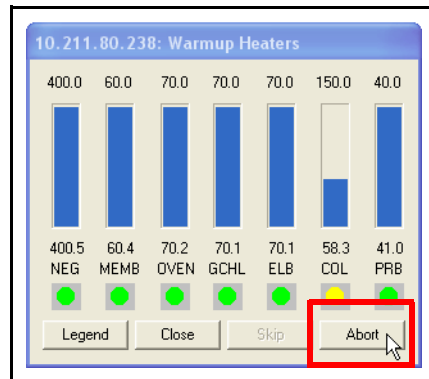 10.211.80.238: Warmup Heaters
400.0 60.0 70.0 70.0 70.0 150.0 40.0
400.5 60.4 70.2 70.1 70.1 58.3 41.0
NEG MEMB OVEN GCHL ELB COL PRB
Legend Close Skip Abort